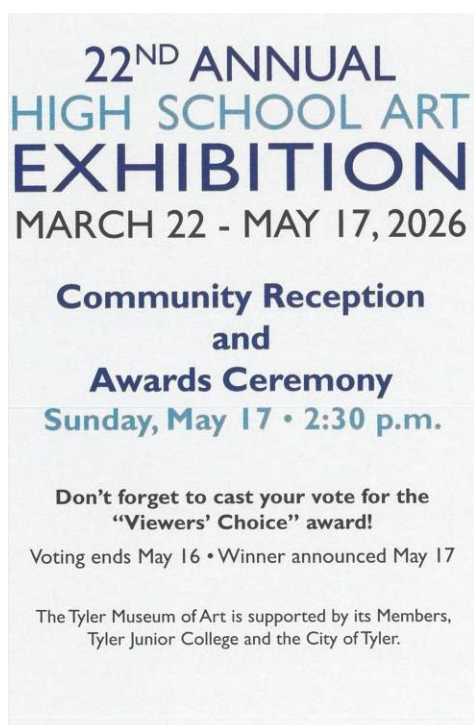 22ND ANNUAL
HIGH SCHOOL ART
EXHIBITION
MARCH 22 - MAY 17, 2026
Community Reception
and
Awards Ceremony
Sunday, May 17 • 2:30 p.m.
Don't forget to cast your vote for the
“Viewers' Choice” award!
Voting ends May 16 • Winner announced May 17
The Tyler Museum of Art is supported by its Members,
Tyler Junior College and the City of Tyler.